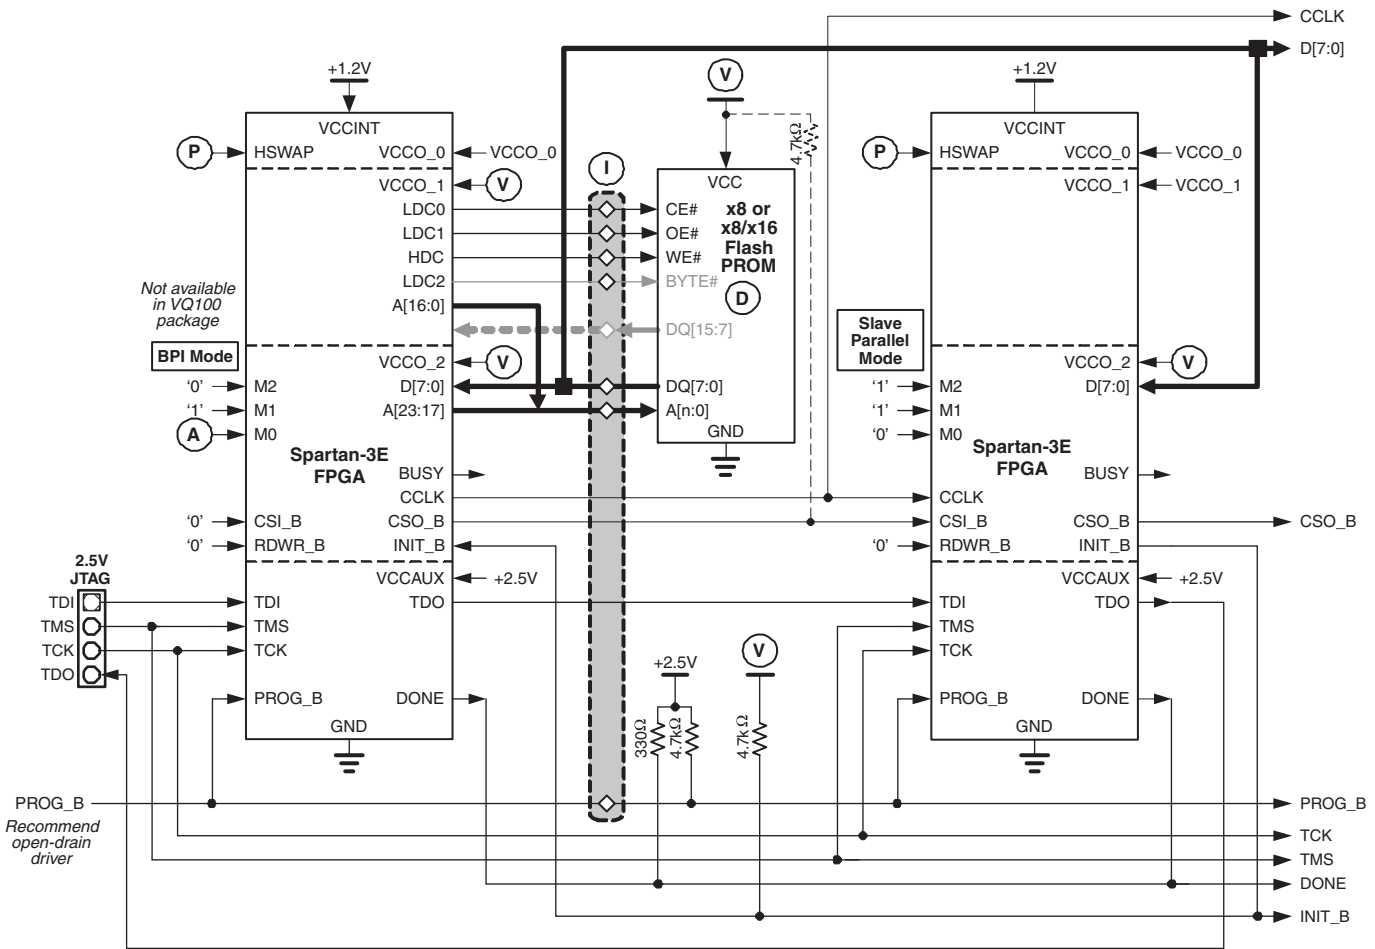 CCLK
D[7:0]
+1.2V
V
+1.2V
VCCINT
4.7kΩ
VCCINT
P
HSWAP
VCCO_0
VCCO_0
I
P
HSWAP
VCCO_0
VCCO_0
VCCO_1
V
VCC
VCCO_1
VCCO_1
LDC0
CE#
x8 or
x8/x16
Flash
PROM
LDC1
OE#
HDC
WE#
LDC2
BYTE#
D
Not available
in VQ100
package
A[16:0]
DQ[15:7]
Slave
Parallel
Mode
BPI Mode
VCCO_2
V
VCCO_2
V
'0'
M2
D[7:0]
DQ[7:0]
'1'
M2
D[7:0]
'1'
M1
A[23:17]
A[n:0]
'1'
M1
A
M0
GND
'0'
M0
Spartan-3E
FPGA
Spartan-3E
FPGA
BUSY
BUSY
CCLK
CCLK
'0'
CSI_B
CSO_B
CSI_B
CSO_B
CSO_B
'0'
RDWR_B
INIT_B
'0'
RDWR_B
INIT_B
2.5V
JTAG
VCCAUX
+2.5V
VCCAUX
+2.5V
TDI
TDI
TDO
TDI
TDO
TMS
TMS
TMS
TCK
TCK
TCK
TDO
+2.5V
V
PROG_B
DONE
330Ω
4.7kΩ
4.7kΩ
PROG_B
DONE
GND
GND
PROG_B
PROG_B
Recommend
open-drain
driver
TCK
TMS
DONE
INIT_B